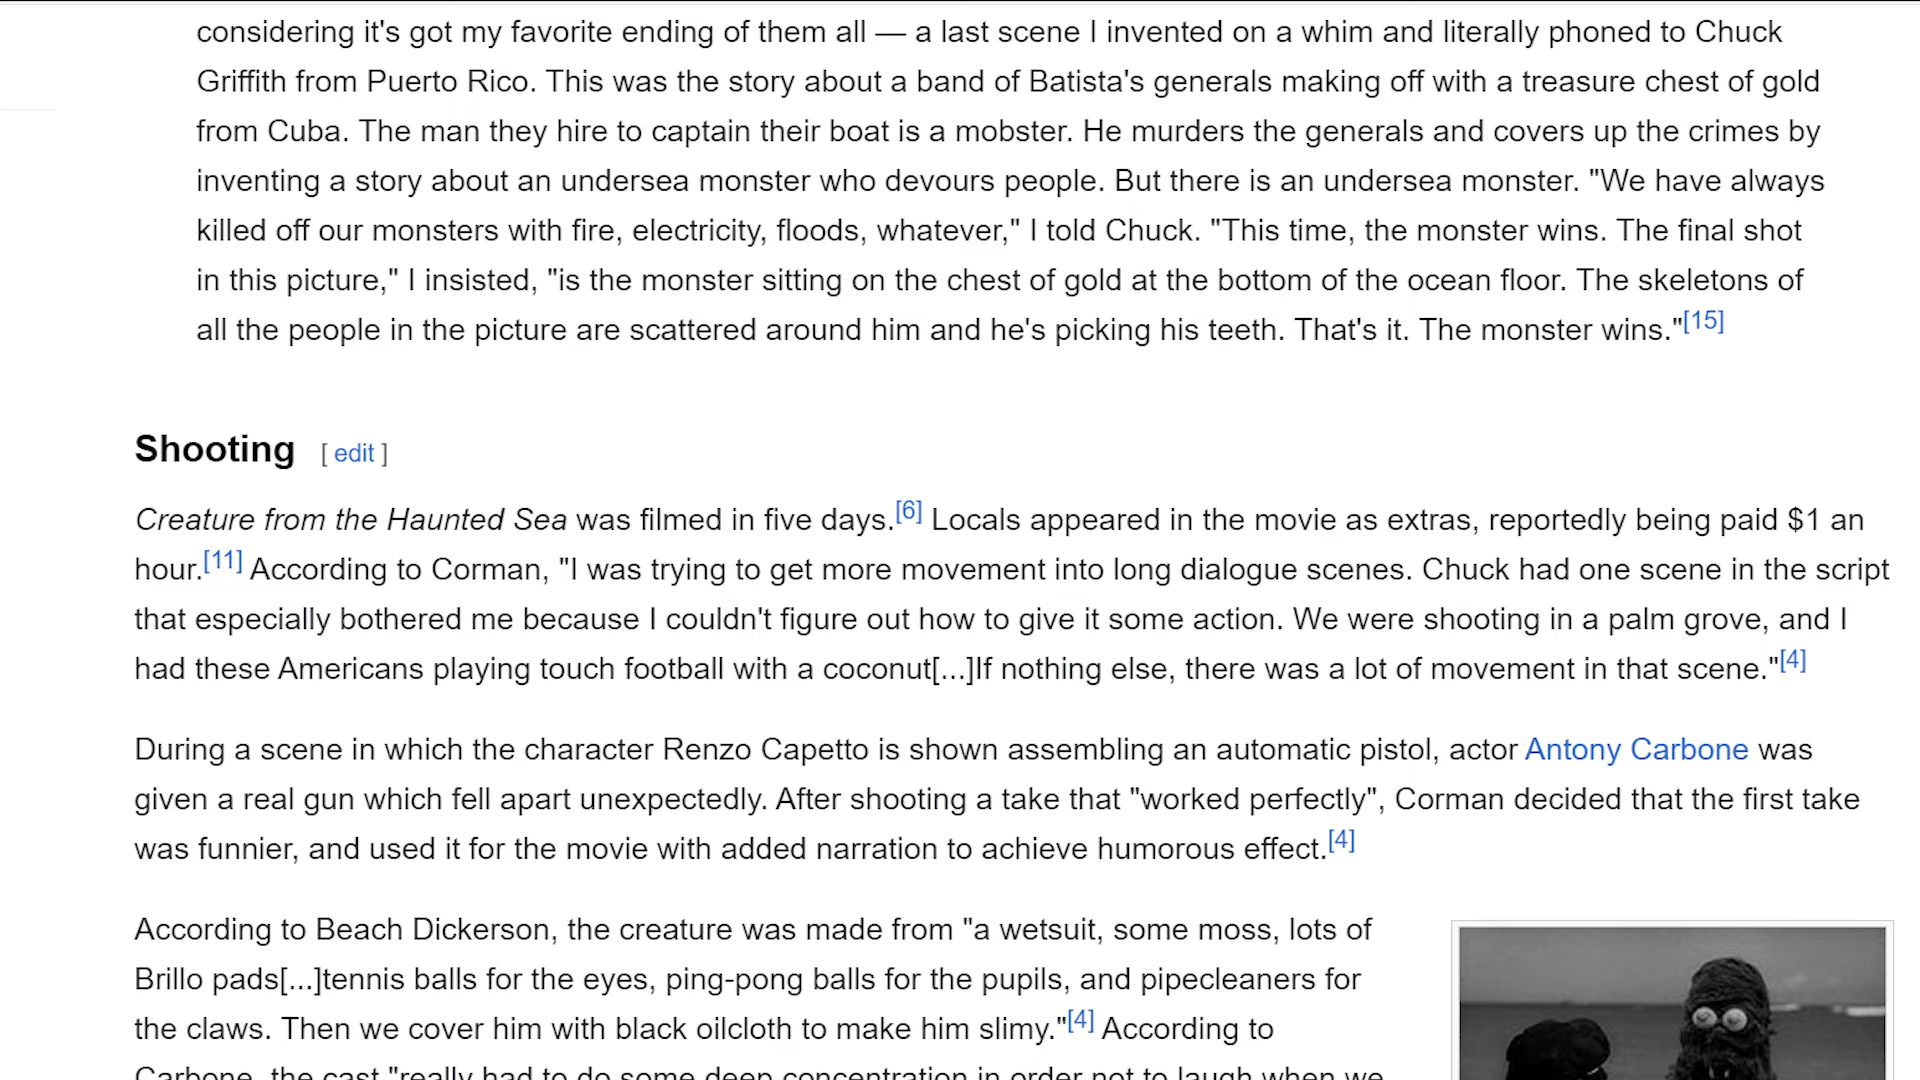 considering it's got my favorite ending of them all — a last scene I invented on a whim and literally phoned to Chuck
Griffith from Puerto Rico. This was the story about a band of Batista's generals making off with a treasure chest of gold
from Cuba. The man they hire to captain their boat is a mobster. He murders the generals and covers up the crimes by
inventing a story about an undersea monster who devours people. But there is an undersea monster. "We have always
killed off our monsters with fire, electricity, floods, whatever," I told Chuck. "This time, the monster wins. The final shot
in this picture," I insisted, "is the monster sitting on the chest of gold at the bottom of the ocean floor. The skeletons of
all the people in the picture are scattered around him and he's picking his teeth. That's it. The monster wins."[15]
Shooting [ edit ]
Creature from the Haunted Sea was filmed in five days.[6] Locals appeared in the movie as extras, reportedly being paid $1 an
hour.[11] According to Corman, "I was trying to get more movement into long dialogue scenes. Chuck had one scene in the script
that especially bothered me because I couldn't figure out how to give it some action. We were shooting in a palm grove, and I
had these Americans playing touch football with a coconut[...]If nothing else, there was a lot of movement in that scene."[4]
During a scene in which the character Renzo Capetto is shown assembling an automatic pistol, actor Antony Carbone was
given a real gun which fell apart unexpectedly. After shooting a take that "worked perfectly", Corman decided that the first take
was funnier, and used it for the movie with added narration to achieve humorous effect.[4]
According to Beach Dickerson, the creature was made from "a wetsuit, some moss, lots of
Brillo pads[...]tennis balls for the eyes, ping-pong balls for the pupils, and pipecleaners for
the claws. Then we cover him with black oilcloth to make him slimy."[4] According to
Carbone, the cast "really had to do some deep concentration in order not to laugh when we